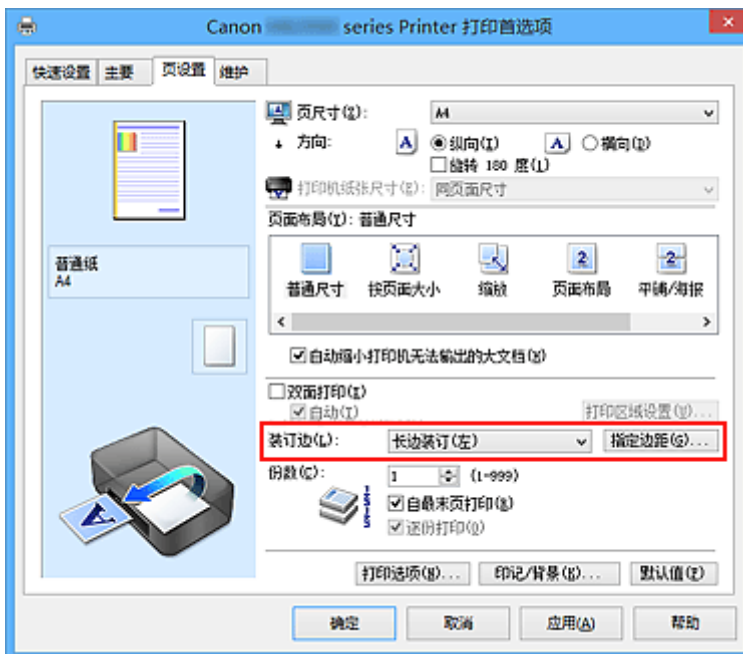 Canon series Printer 打印首选项
快速设置 主要 页设置 维护
页尺寸(Z): A4
方向: A 纵向(I) A 横向(D)
旋转 180 度(L)
打印机纸张尺寸(E): 同页面尺寸
页面布局(Y): 普通尺寸
普通纸
A4
普通尺寸 按页面大小 缩放 页面布局 平铺/海报
自动缩小打印机无法输出的大文档(W)
双面打印(X)
自动(T) 打印区域设置(U)...
装订边(L): 长边装订(左) 指定边距(G)...
份数(C): 1 (1-999)
自最末页打印(S)
逐份打印(O)
打印选项(N)... 印记/背景(K)... 默认值(F)
确定 取消 应用(A) 帮助